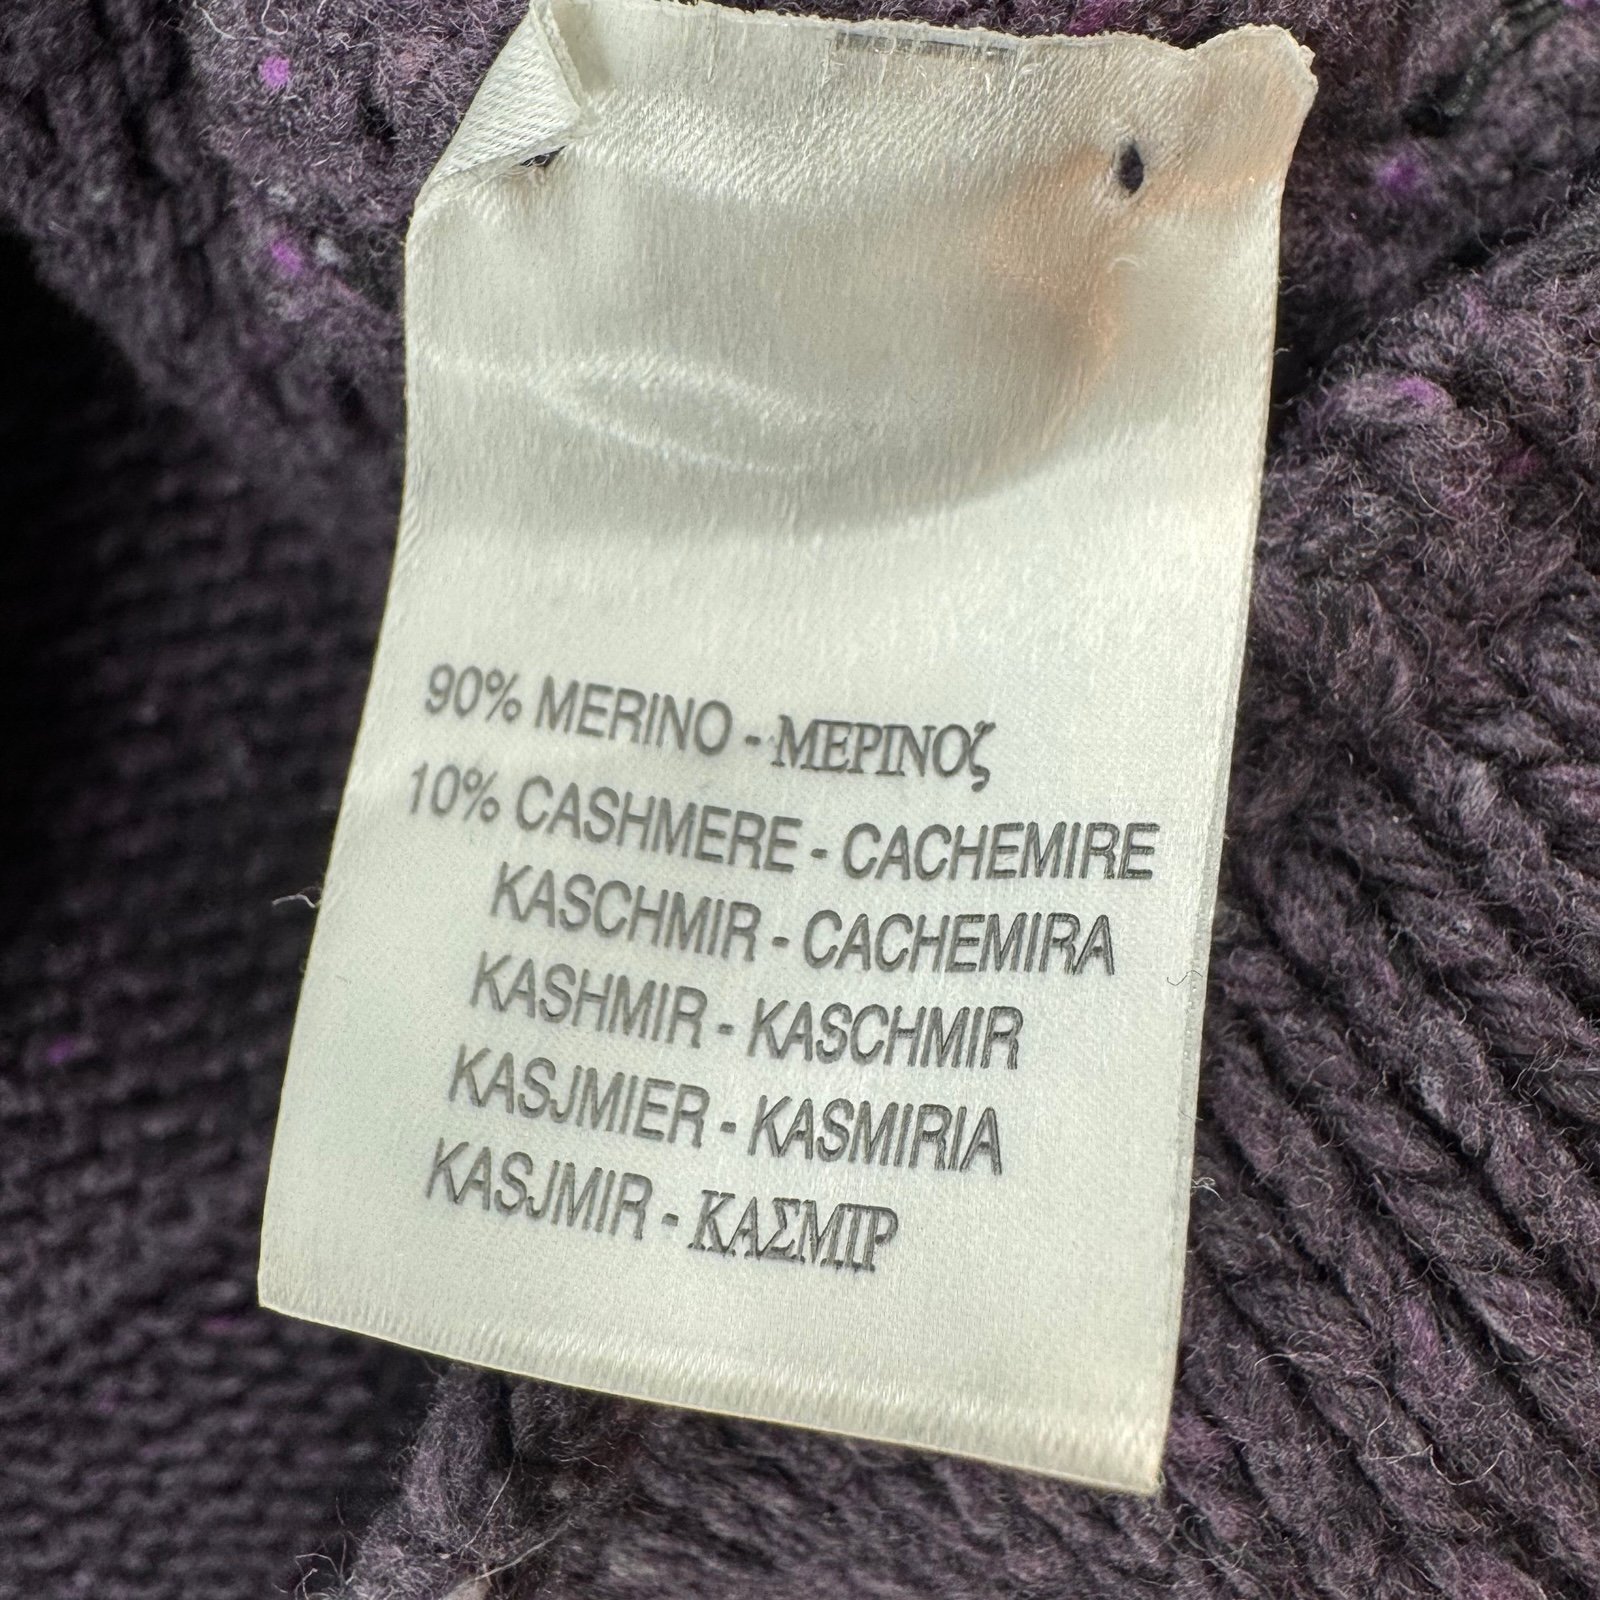 90% MERINO - ΜΕΡΙΝΟς
10% CASHMERE - CACHEMIRE
KASCHMIR - CACHEMIRA
KASHMIR - KASCHMIR
KASJMIER - KASMIRIA
KASJMIR - ΚΑΣΜΙΡ